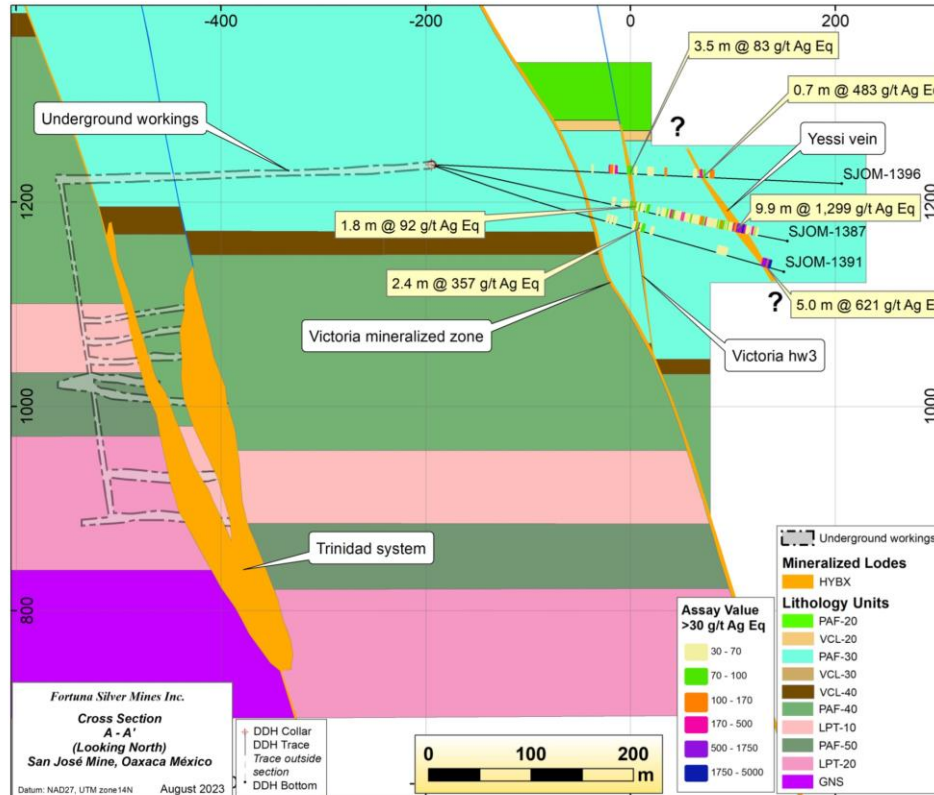 -400
-200
0
200
3.5 m @ 83 g/t Ag Eq
0.7 m @ 483 g/t Ag Eq
Underground workings
?
Yessi vein
SJOM-1396
1200
1200
9.9 m @ 1,299 g/t Ag Eq
1.8 m @ 92 g/t Ag Eq
SJOM-1387
SJOM-1391
2.4 m @ 357 g/t Ag Eq
?
5.0 m @ 621 g/t Ag Eq
Victoria mineralized zone
Victoria hw3
1000
1000
Trinidad system
800
Underground workings
Mineralized Lodes
HYBX
Lithology Units
PAF-20
VCL-20
PAF-30
VCL-30
VCL-40
PAF-40
LPT-10
PAF-50
LPT-20
GNS
Assay Value
>30 g/t Ag Eq
30 - 70
70 - 100
100 - 170
170 - 500
500 - 1750
1750 - 5000
Fortuna Silver Mines Inc.
Cross Section
A - A'
(Looking North)
San José Mine, Oaxaca México
Datum: NAD27, UTM zone14N
August 2023
DDH Collar
DDH Trace
Trace outside
section
DDH Bottom
0
100
200
m